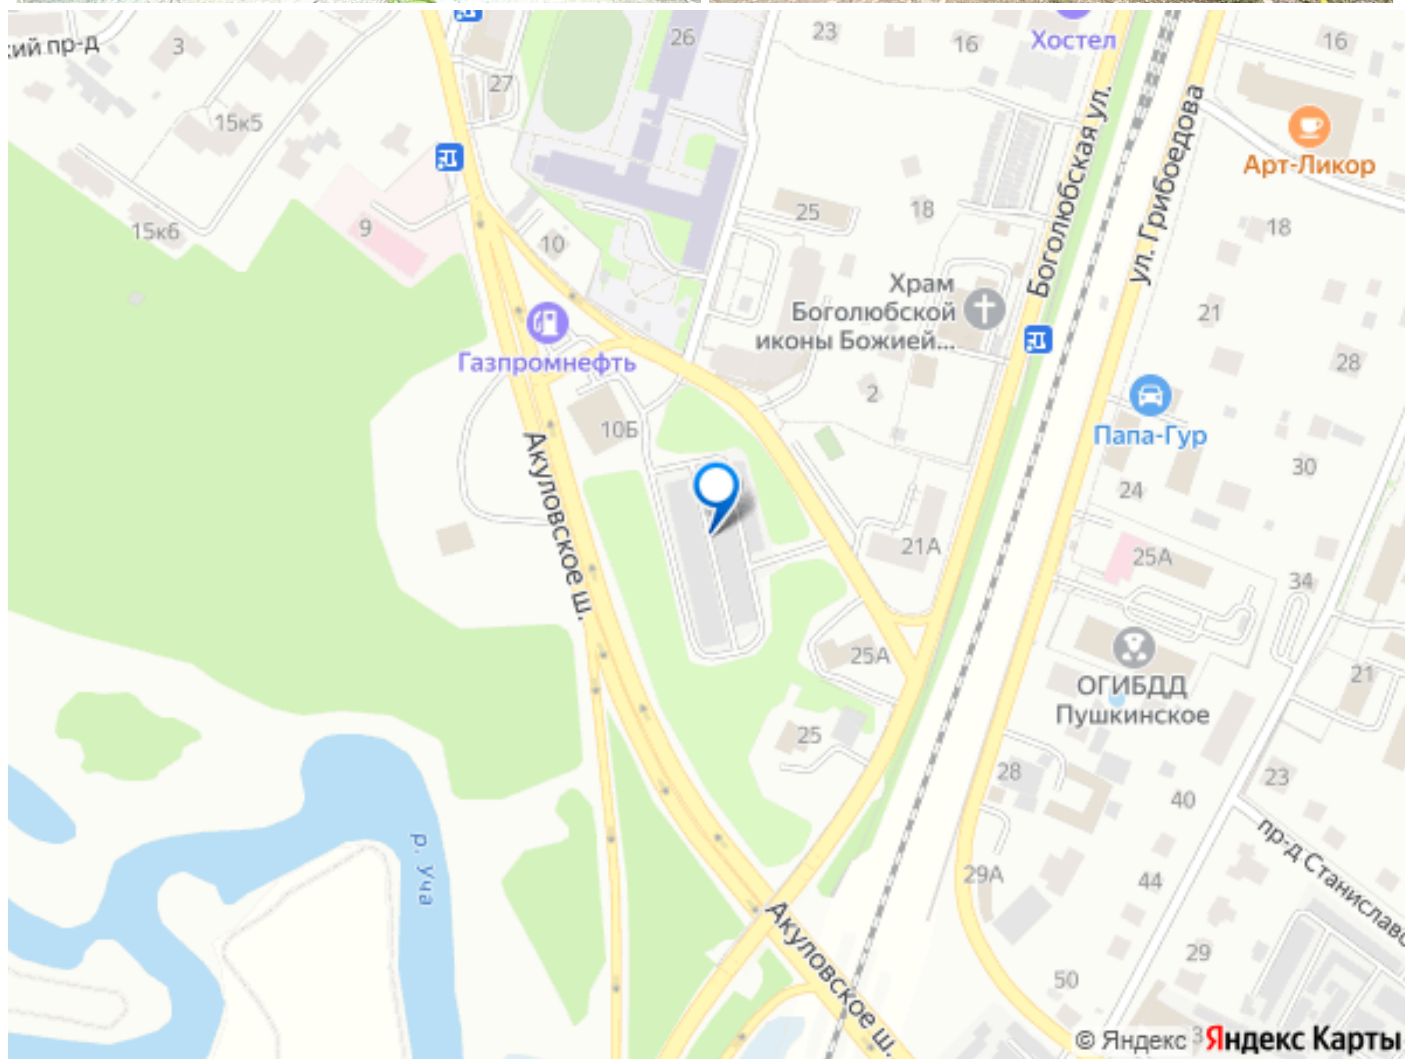 26
23
16
Хостел
16
кий пр-д
3
27
15к5
Арт-Ликор
15к6
9
10
25
18
18
Боголюбская ул.
ул. Грибоедова
Храм
Боголюбской
иконы Божией...
21
28
Газпромнефть
2
Папа-Гур
10Б
30
24
Акуловское ш.
21А
25А
34
25А
ОГИБДД
Пушкинское
21
25
28
23
40
р. Уча
29А
44
пр-д Станиславс
Акуловское ш.
29
50
© Яндекс
3
Яндекс Карты